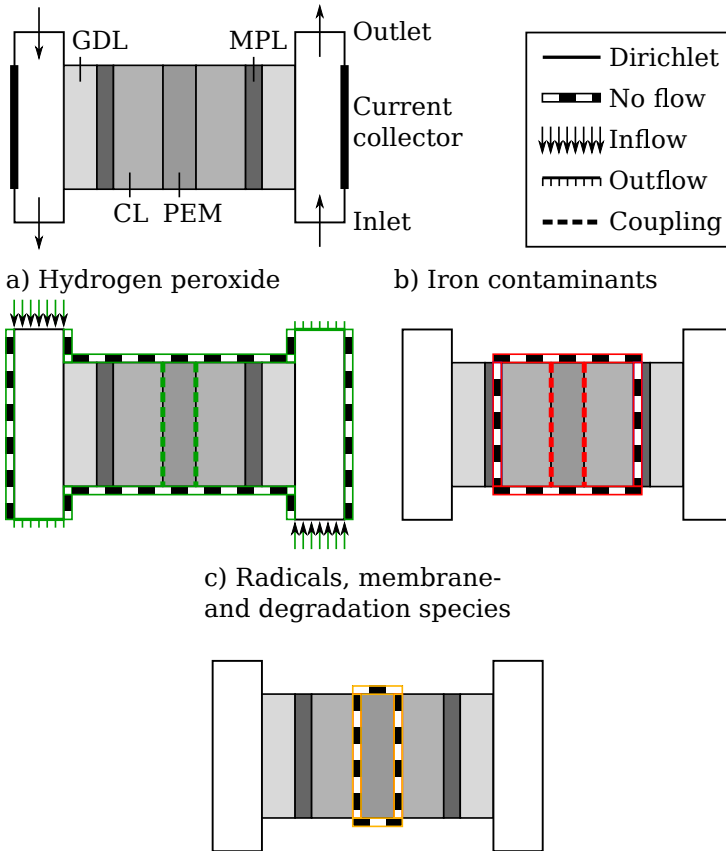 GDL
MPL
Outlet
Current
collector
CL
PEM
Inlet
Dirichlet
No flow
Inflow
Outflow
Coupling
a) Hydrogen peroxide
b) Iron contaminants
c) Radicals, membrane-
and degradation species